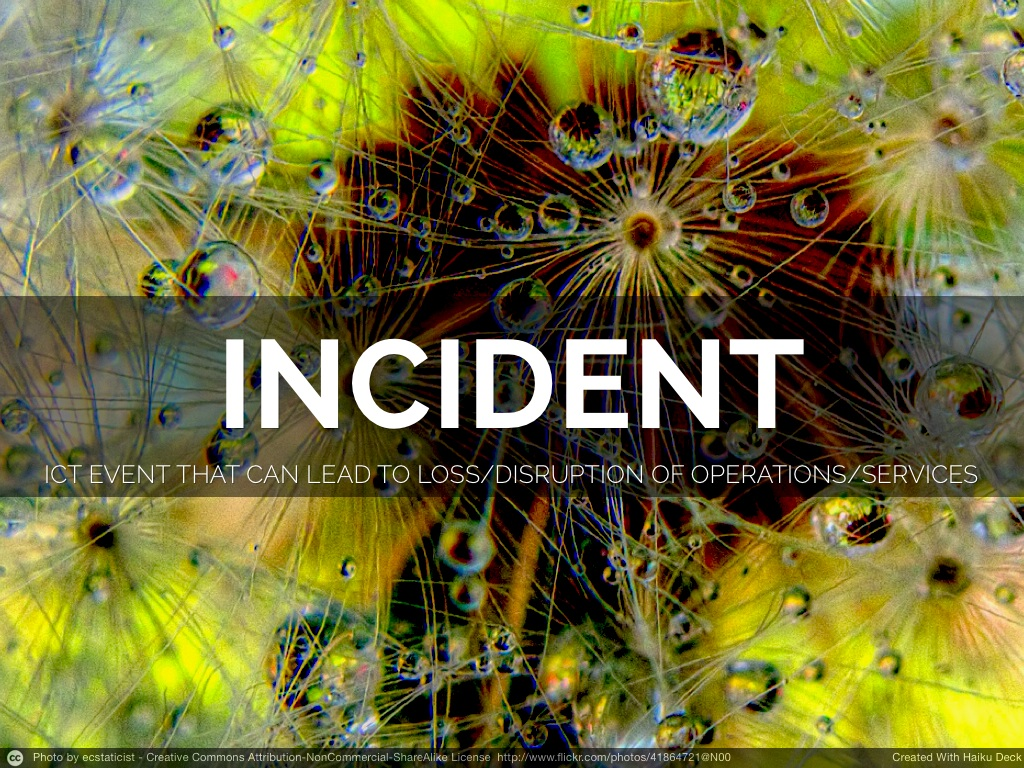 INCIDENT
ICT EVENT THAT CAN LEAD TO LOSS/DISRUPTION OF OPERATIONS/SERVICES
cc Photo by ecstaticist - Creative Commons Attribution-NonCommercial-ShareAlike License http://www.flickr.com/photos/41864721@N00 Created With Haiku Deck